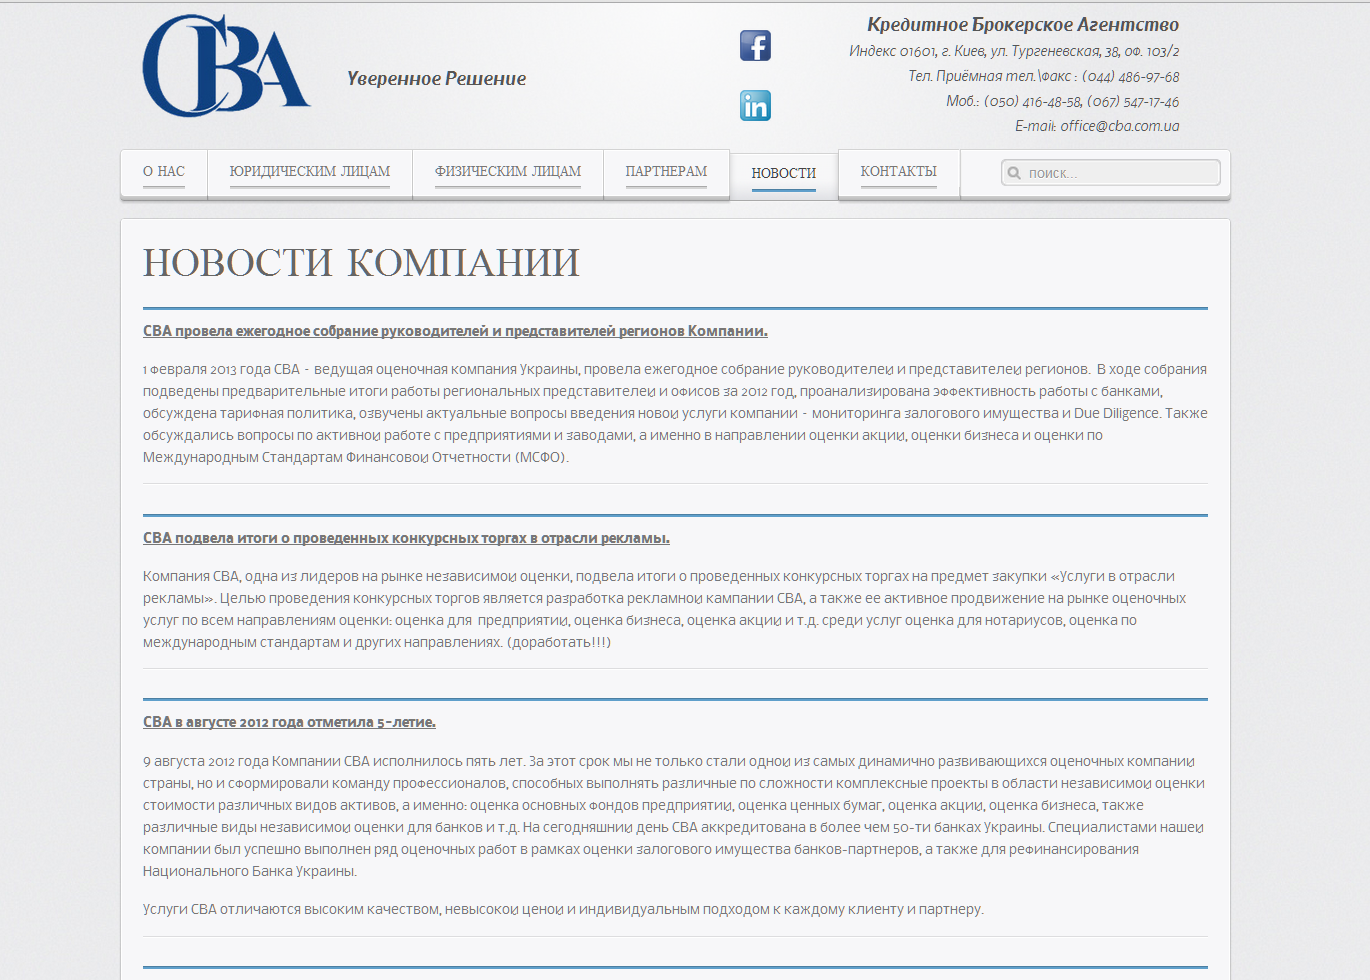 CBA
Уверенное Решение
Кредитное Брокерское Агентство
Индекс 01601, г. Киев, ул. Тургеневская, 38, оф. 103/2
Тел. Приёмная тел.\факс : (044) 486-97-68
Моб.: (050) 416-48-58, (067) 547-17-46
E-mail: office@cba.com.ua
О НАС
ЮРИДИЧЕСКИМ ЛИЦАМ
ФИЗИЧЕСКИМ ЛИЦАМ
ПАРТНЕРАМ
НОВОСТИ
КОНТАКТЫ
поиск...
НОВОСТИ КОМПАНИИ
СВА провела ежегодное собрание руководителей и представителей регионов Компании.
1 февраля 2013 года СВА - ведущая оценочная компания Украины, провела ежегодное собрание руководителей и представителей регионов. В ходе собрания
подведены предварительные итоги работы региональных представителей и офисов за 2012 год, проанализирована эффективность работы с банками,
обсуждена тарифная политика, озвучены актуальные вопросы введения новой услуги компании - мониторинга залогового имущества и Due Diligence. Также
обсуждались вопросы по активной работе с предприятиями и заводами, а именно в направлении оценки акций, оценки бизнеса и оценки по
Международным Стандартам Финансовой Отчетности (МСФО).
СВА подвела итоги о проведенных конкурсных торгах в отрасли рекламы.
Компания СВА, одна из лидеров на рынке независимой оценки, подвела итоги о проведенных конкурсных торгах на предмет закупки «Услуги в отрасли
рекламы». Целью проведения конкурсных торгов является разработка рекламной кампании СВА, а также ее активное продвижение на рынке оценочных
услуг по всем направлениям оценки: оценка для предприятий, оценка бизнеса, оценка акций и т.д. среди услуг оценка для нотариусов, оценка по
международным стандартам и других направлениях. (доработать!!!)
СВА в августе 2012 года отметила 5-летие.
9 августа 2012 года Компании СВА исполнилось пять лет. За этот срок мы не только стали одной из самых динамично развивающихся оценочных компаний
страны, но и сформировали команду профессионалов, способных выполнять различные по сложности комплексные проекты в области независимой оценки
стоимости различных видов активов, а именно: оценка основных фондов предприятий, оценка ценных бумаг, оценка акций, оценка бизнеса, также
различные виды независимой оценки для банков и т.д. На сегодняшний день СВА аккредитована в более чем 50-ти банках Украины. Специалистами нашей
компании был успешно выполнен ряд оценочных работ в рамках оценки залогового имущества банков-партнеров, а также для рефинансирования
Национального Банка Украины.
Услуги СВА отличаются высоким качеством, невысокой ценой и индивидуальным подходом к каждому клиенту и партнеру.